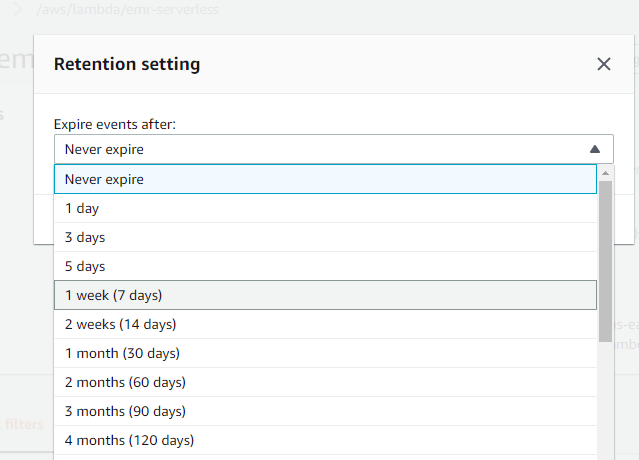 /aws/lambda/emr-serverless
em
Retention setting
Expire events after:
Never expire
Never expire
1 day
3 days
5 days
1 week (7 days)
2 weeks (14 days)
1 month (30 days)
2 months (60 days)
3 months (90 days)
4 months (120 days)
filters